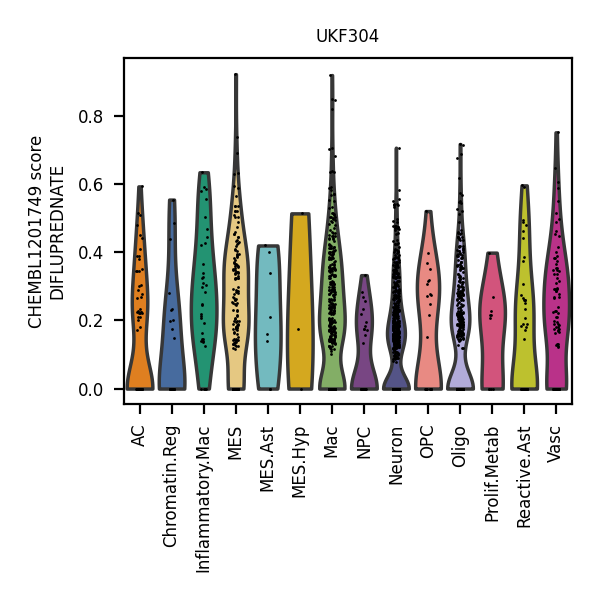 UKF304
CHEMBL1201749 score
DIFLUPREDNATE
0.8
0.6
0.4
0.2
0.0
AC
Chromatin.Reg
Inflammatory.Mac
MES
MES.Ast
MES.Hyp
Mac
NPC
Neuron
OPC
Oligo
Prolif.Metab
Reactive.Ast
Vasc